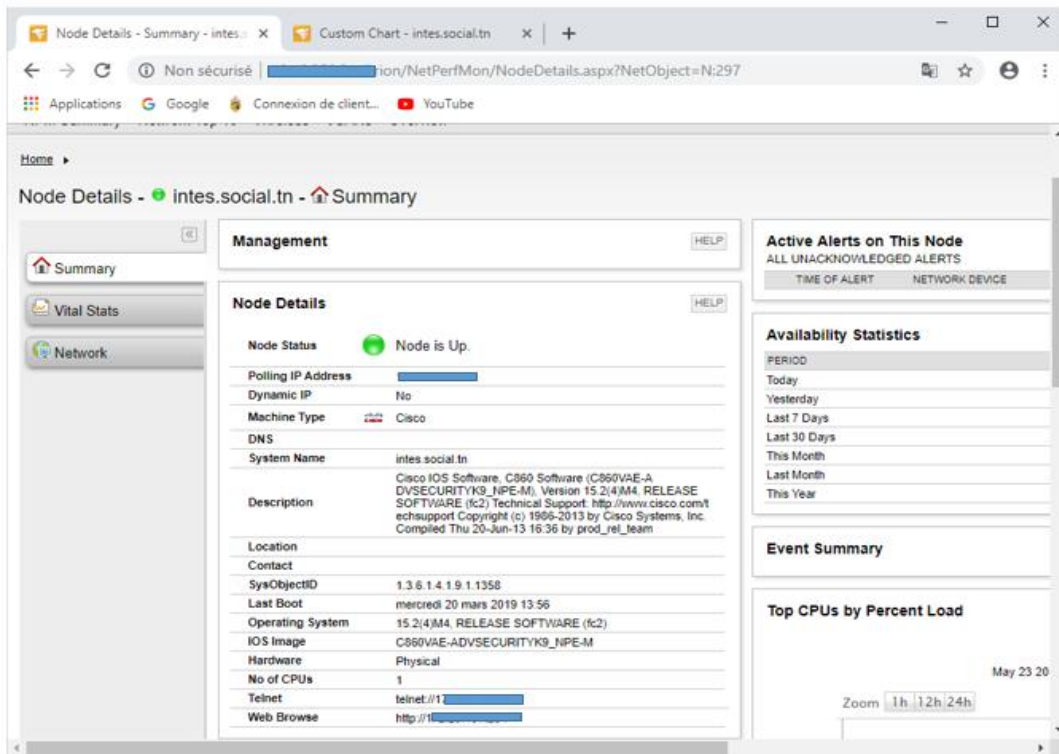 Node Details - Summary - intes.s
Custom Chart - intes.social.tn
Non sécurisé
rion/NetPerfMon/NodeDetails.aspx?NetObject=N:297
Applications
Google
Connexion de client...
YouTube
Home
Node Details - intes.social.tn - Summary
Summary
Vital Stats
Network
Management
HELP
Node Details
HELP
Node Status Node is Up.
Polling IP Address
Dynamic IP No
Machine Type Cisco
DNS
System Name intes.social.tn
Description
Cisco IOS Software, C860 Software (C860VAE-A
DVSECURITYK9_NPE-M), Version 15.2(4)M4, RELEASE
SOFTWARE (fc2) Technical Support: http://www.cisco.com/t
echsupport Copyright (c) 1986-2013 by Cisco Systems, Inc.
Compiled Thu 20-Jun-13 16:36 by prod_rel_team
Location
Contact
SysObjectID 1.3.6.1.4.1.9.1.1358
Last Boot mercredi 20 mars 2019 13:56
Operating System 15.2(4)M4, RELEASE SOFTWARE (fc2)
IOS Image C860VAE-ADVSECURITYK9_NPE-M
Hardware Physical
No of CPUs 1
Telnet telnet://17
Web Browse http://1
Active Alerts on This Node
ALL UNACKNOWLEDGED ALERTS
TIME OF ALERT NETWORK DEVICE
Availability Statistics
PERIOD
Today
Yesterday
Last 7 Days
Last 30 Days
This Month
Last Month
This Year
Event Summary
Top CPUs by Percent Load
May 23 20
Zoom 1h 12h 24h